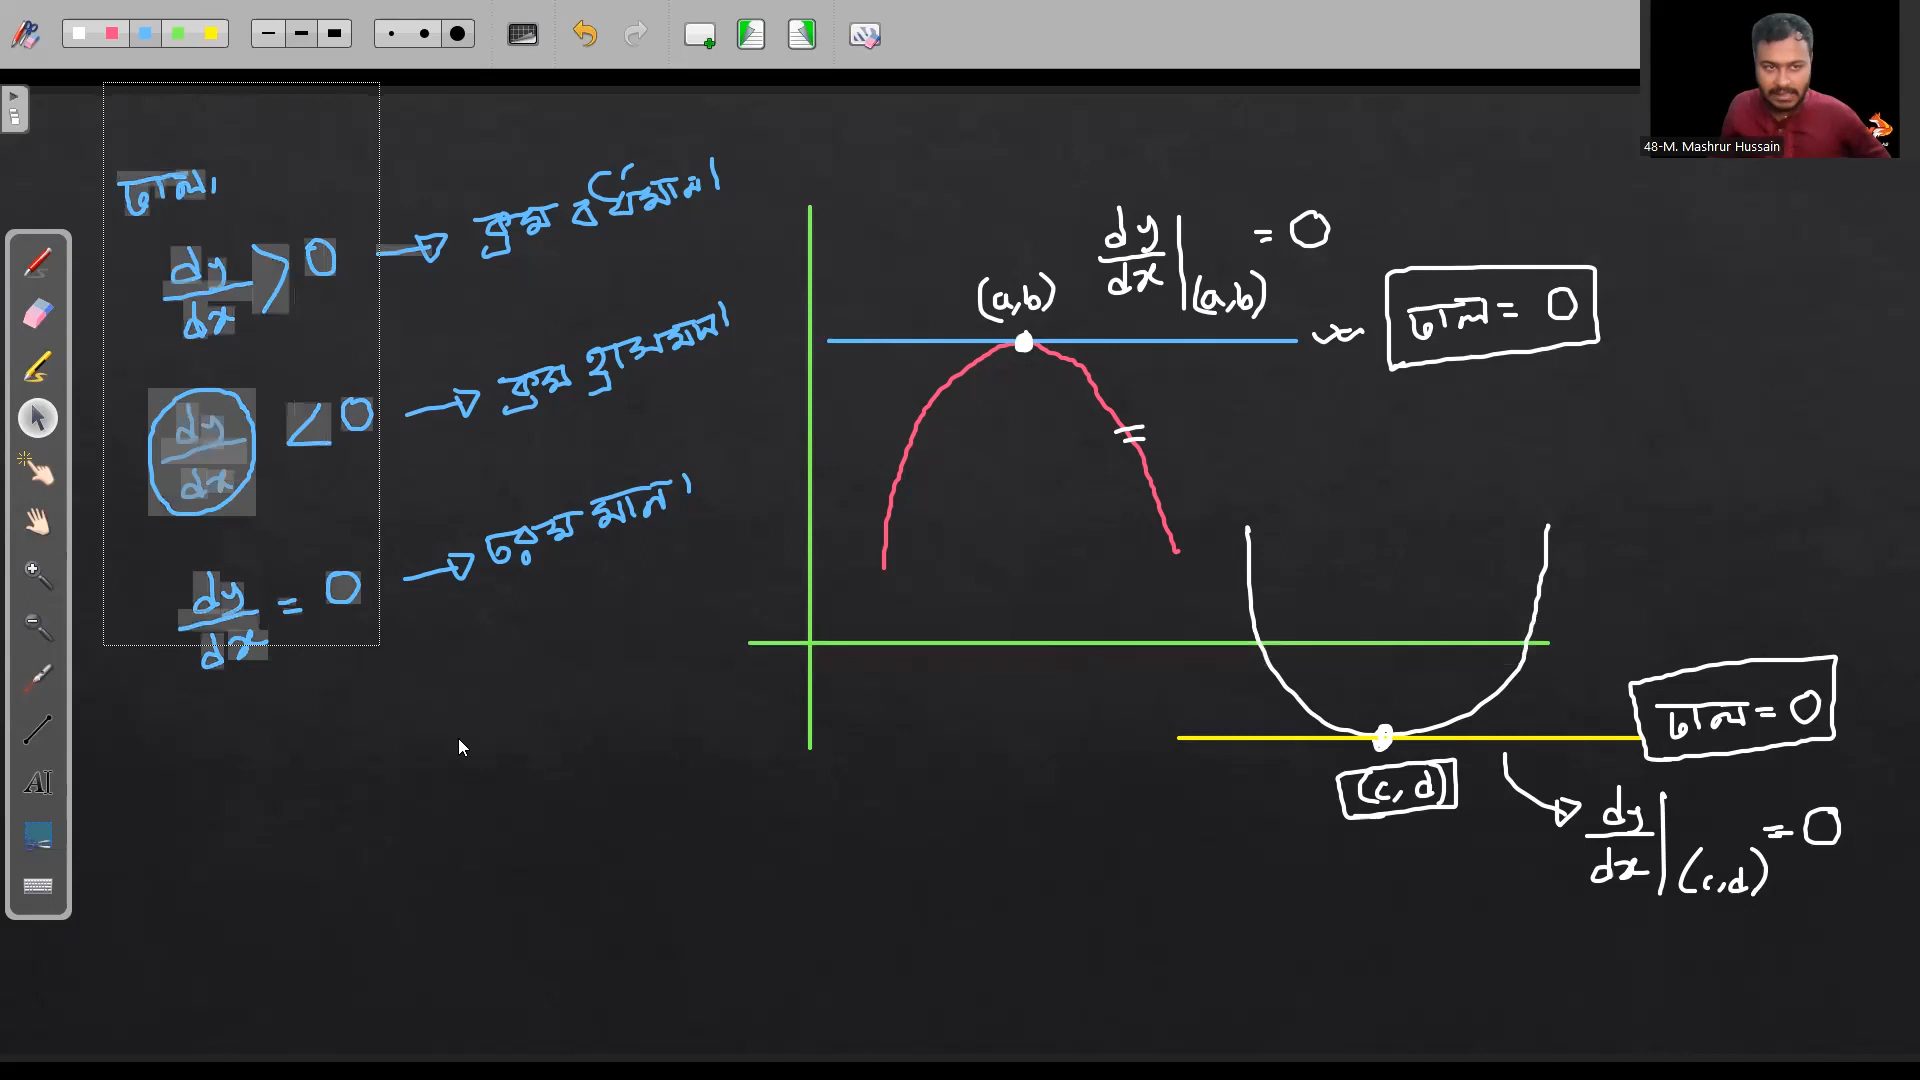 ঢাল।
dy/dx > 0 → ক্রম বর্ধমান।
dy/dx < 0 → ক্রম হ্রাসমান।
dy/dx = 0 → চরম মান।
dy/dx |(a,b) = 0
(a,b)
ঢাল = 0
ঢাল = 0
(c, d)
dy/dx |(c,d) = 0
48-M. Mashrur Hussain
AI